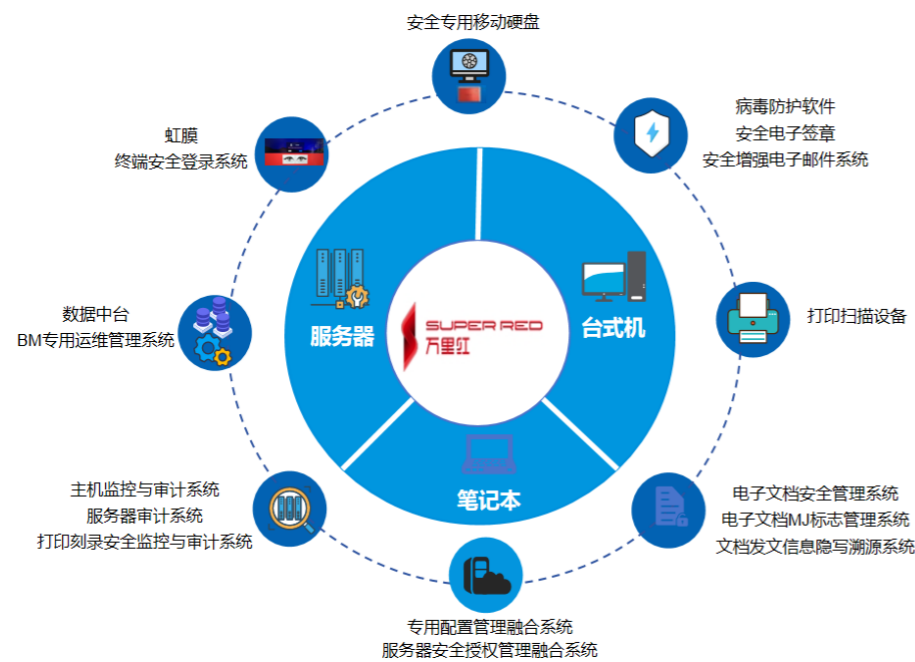 安全专用移动硬盘
病毒防护软件
安全电子签章
安全增强电子邮件系统
虹膜
终端安全登录系统
打印扫描设备
数据中台
BM专用运维管理系统
服务器
SUPER RED
万里红
台式机
笔记本
主机监控与审计系统
服务器审计系统
打印刻录安全监控与审计系统
电子文档安全管理系统
电子文档MJ标志管理系统
文档发文信息隐写溯源系统
专用配置管理融合系统
服务器安全授权管理融合系统